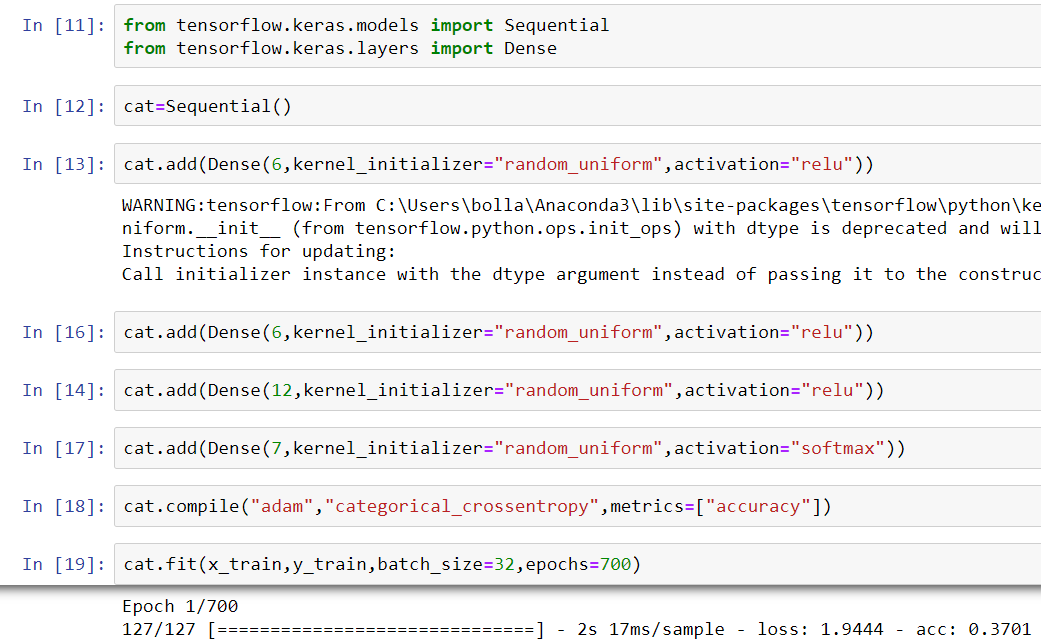 In [11]: from tensorflow.keras.models import Sequential
from tensorflow.keras.layers import Dense
In [12]: cat=Sequential()
In [13]: cat.add(Dense(6,kernel_initializer="random_uniform",activation="relu"))
WARNING:tensorflow:From C:\Users\bolla\Anaconda3\lib\site-packages\tensorflow\python\ke
niform.__init__ (from tensorflow.python.ops.init_ops) with dtype is deprecated and will
Instructions for updating:
Call initializer instance with the dtype argument instead of passing it to the construc
In [16]: cat.add(Dense(6,kernel_initializer="random_uniform",activation="relu"))
In [14]: cat.add(Dense(12,kernel_initializer="random_uniform",activation="relu"))
In [17]: cat.add(Dense(7,kernel_initializer="random_uniform",activation="softmax"))
In [18]: cat.compile("adam","categorical_crossentropy",metrics=["accuracy"])
In [19]: cat.fit(x_train,y_train,batch_size=32,epochs=700)
Epoch 1/700
127/127 [==============================] - 2s 17ms/sample - loss: 1.9444 - acc: 0.3701